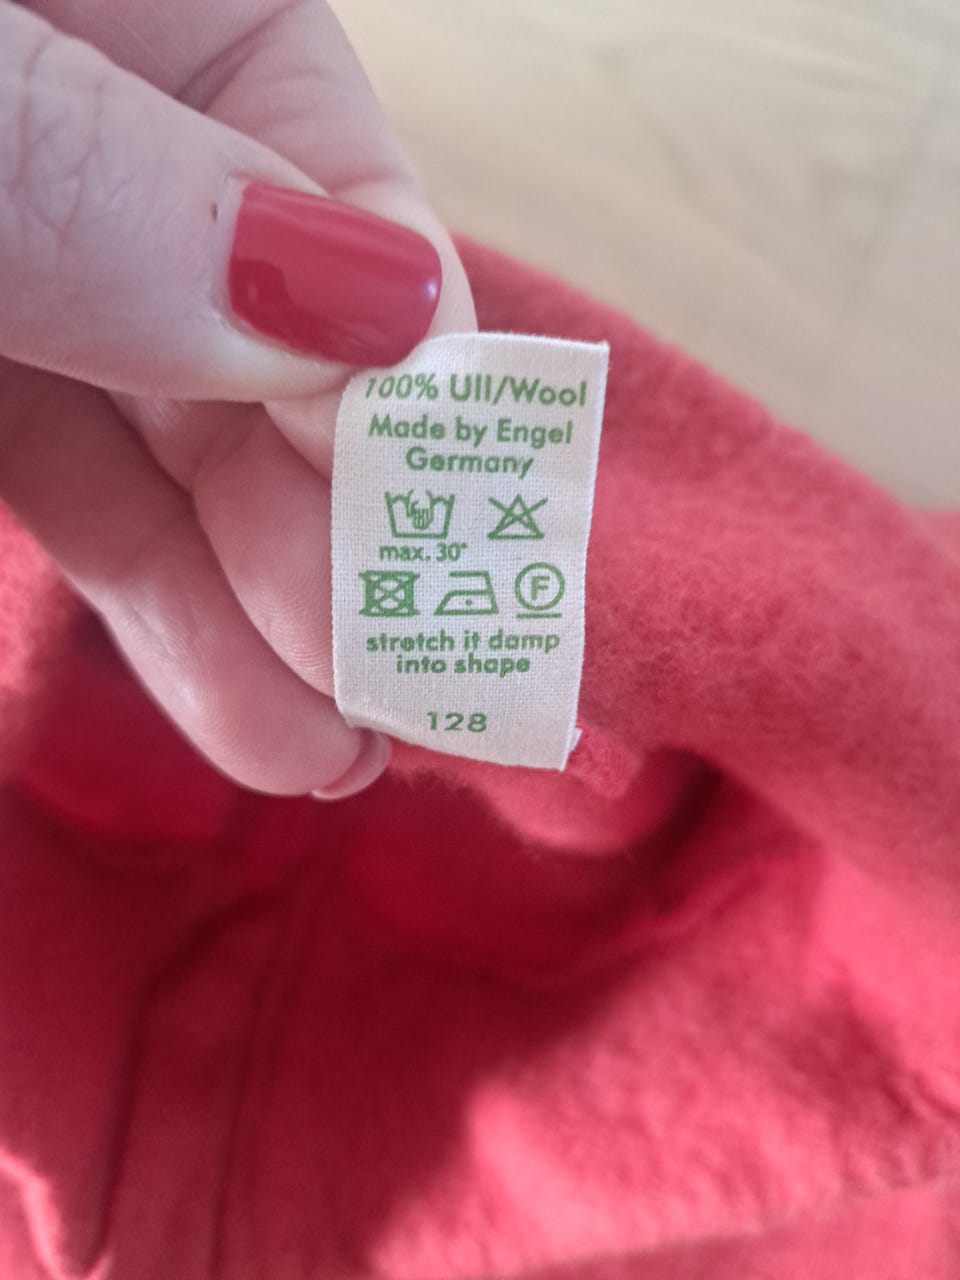 100% Ull/Wool
Made by Engel
Germany
max. 30°
F
stretch it damp
into shape
128